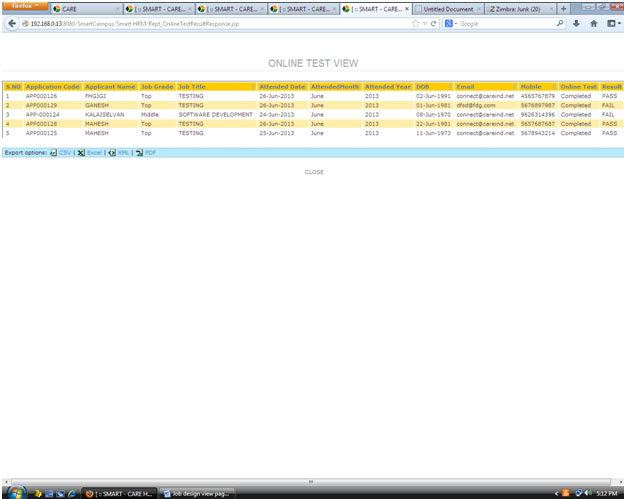 firefox
CARE
[ :: SMART - CARE...
[ :: SMART - CARE...
[ :: SMART - CARE...
[ :: SMART - CARE...
Untitled Document
Zimbra: Junk (20)
192.168.0.13:8080/SmartCampus/Smart HRM/Rept_OnlineTestResultResponse.jsp
Google
ONLINE TEST VIEW
S.NO Application Code Applicant Name Job Grade Job Title Attended Date AttendedMonth Attended Year DOB Email Mobile Online Test Result
1 APP000126 FHGJGJ Top TESTING 26-Jun-2013 June 2013 02-Jun-1991 connect@careind.net 4565767879 Completed PASS
2 APP000129 GANESH Top TESTING 26-Jun-2013 June 2013 01-Jun-1981 dfsd@fdg.com 5676897987 Completed FAIL
3 APP-000124 KALAISELVAN Middle SOFTWARE DEVELOPMENT 24-Jun-2013 June 2013 08-Jun-1970 connect@careind.net 9626314396 Completed FAIL
4 APP000128 MAHESH Top TESTING 26-Jun-2013 June 2013 22-Jun-1981 connect@careind.net 5657687687 Completed PASS
5 APP000125 MAHESH Top TESTING 25-Jun-2013 June 2013 11-Jun-1973 connect@careind.net 5678943214 Completed PASS
Export options: CSV | Excel | XML | PDF
CLOSE
[ :: SMART - CARE H...
Job design view pag...
5:12 PM